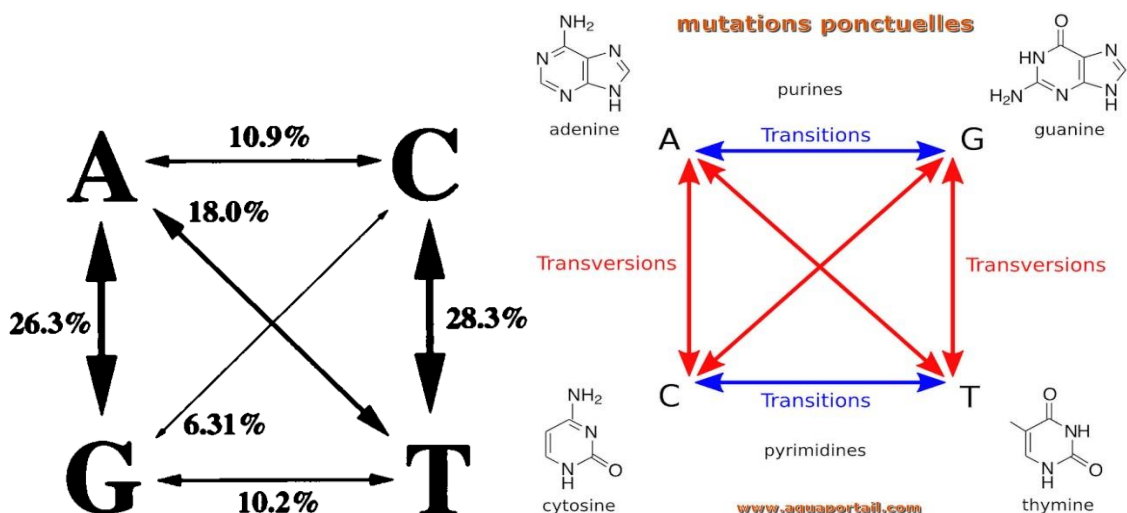 10.9%
A C
18.0%
26.3% 28.3%
6.31%
G T
10.2%
mutations ponctuelles
NH2
N N
N N
H
adenine
purines
O
HN N
H2N N N
H
guanine
A Transitions G
Transversions Transversions
C Transitions T
NH2
N
N O
H
cytosine
pyrimidines
O
NH
N O
H
thymine
www.aquaportail.com